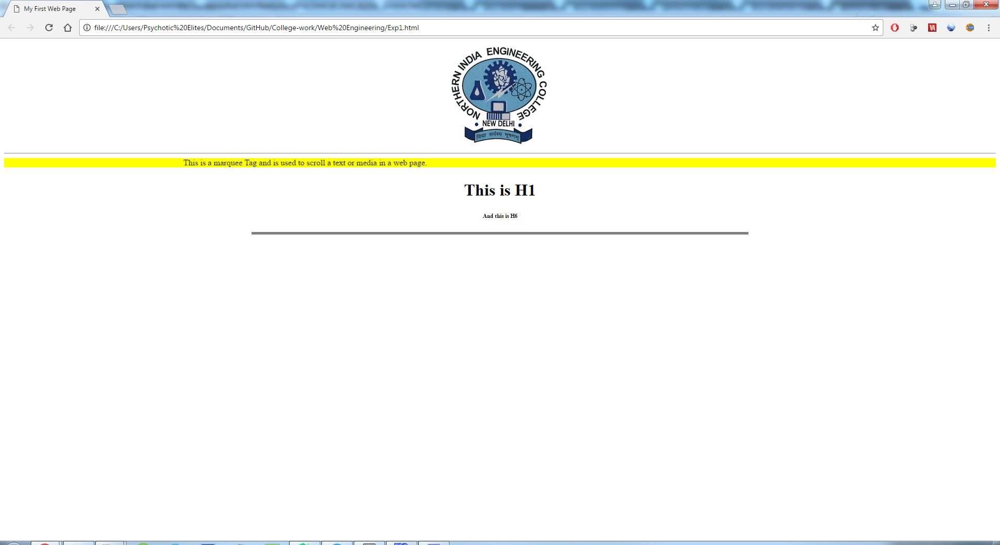 My First Web Page
file:///C:/Users/Psychotic%20Elites/Documents/GitHub/College-work/Web%20Engineering/Exp1.html
NORTHERN INDIA ENGINEERING COLLEGE
NEW DELHI
विद्या सर्वस्य भूषणम्
This is a marquee Tag and is used to scroll a text or media in a web page.
This is H1
And this is H6